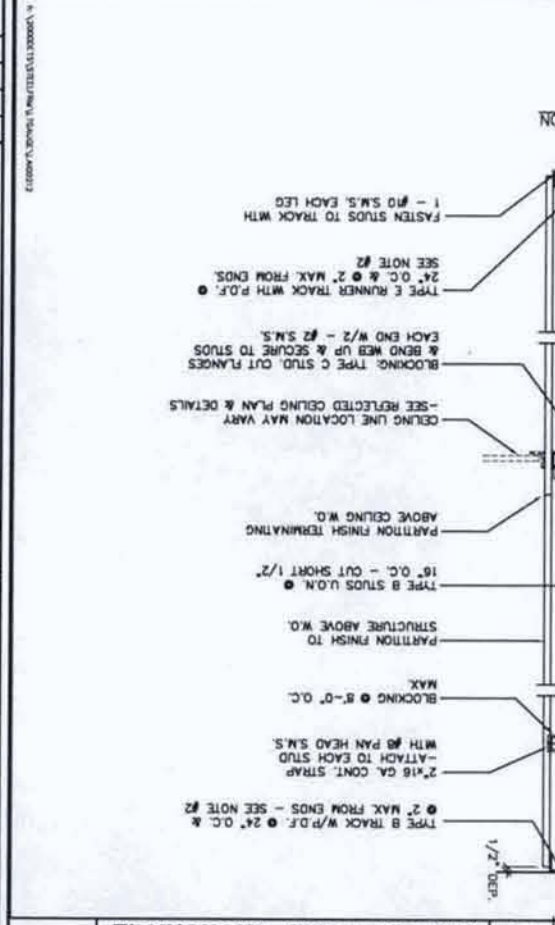 1/2" DEP.
TYPE B TRACK W/P.D.F. @ 24" O.C. &
@ 2" MAX. FROM ENDS - SEE NOTE #2
2"x16 GA. CONT. STRAP
-ATTACH TO EACH STUD
WITH #8 PAN HEAD S.M.S.
BLOCKING @ 8'-0" O.C.
MAX
PARTITION FINISH TO
STRUCTURE ABOVE W.O.
TYPE B STUDS U.O.N. @
16" O.C. - CUT SHORT 1/2"
PARTITION FINISH TERMINATING
ABOVE CEILING W.O.
CEILING LINE LOCATION MAY VARY
-SEE REFLECTED CEILING PLAN & DETAILS
BLOCKING: TYPE C STUD. CUT FLANGES
& BEND WEB UP & SECURE TO STUDS
EACH END W/2 - #2 S.M.S.
TYPE E RUNNER TRACK WITH P.D.F. @
24" O.C. & @ 2" MAX. FROM ENDS.
SEE NOTE #2
FASTEN STUDS TO TRACK WITH
1 - #10 S.M.S. EACH LEG
ON